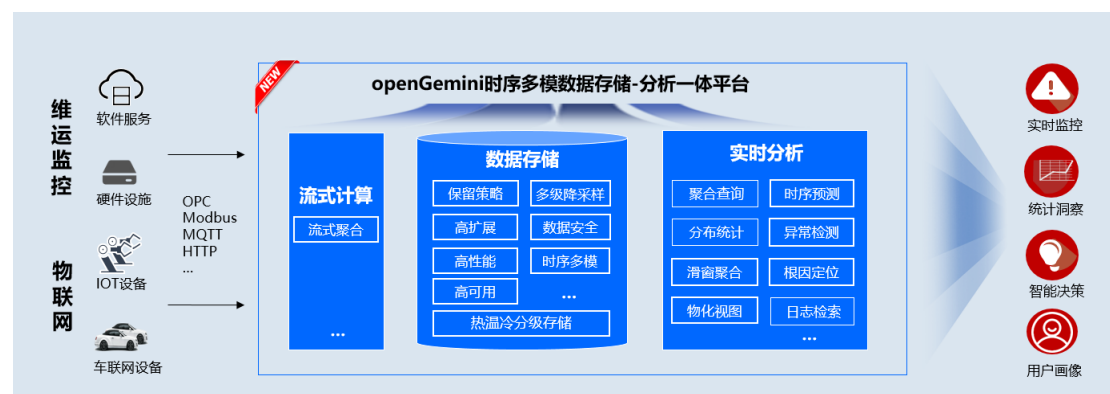 维运监控
软件服务
硬件设施
物联网
IOT设备
车联网设备
OPC
Modbus
MQTT
HTTP
...
NEW
openGemini时序多模数据存储-分析一体平台
流式计算
流式聚合
...
数据存储
保留策略
多级降采样
高扩展
数据安全
高性能
时序多模
高可用
...
热温冷分级存储
实时分析
聚合查询
时序预测
分布统计
异常检测
滑窗聚合
根因定位
物化视图
日志检索
...
实时监控
统计洞察
智能决策
用户画像